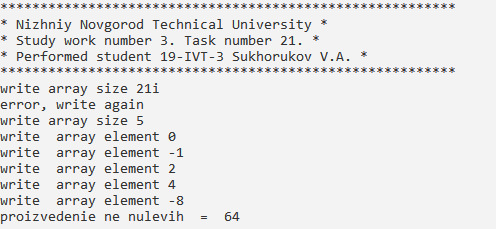 *********************************************************
* Nizhniy Novgorod Technical University *
* Study work number 3. Task number 21. *
* Performed student 19-IVT-3 Sukhorukov V.A. *
*********************************************************
write array size 21i
error, write again
write array size 5
write  array element 0
write  array element -1
write  array element 2
write  array element 4
write  array element -8
proizvedenie ne nulevih  =  64